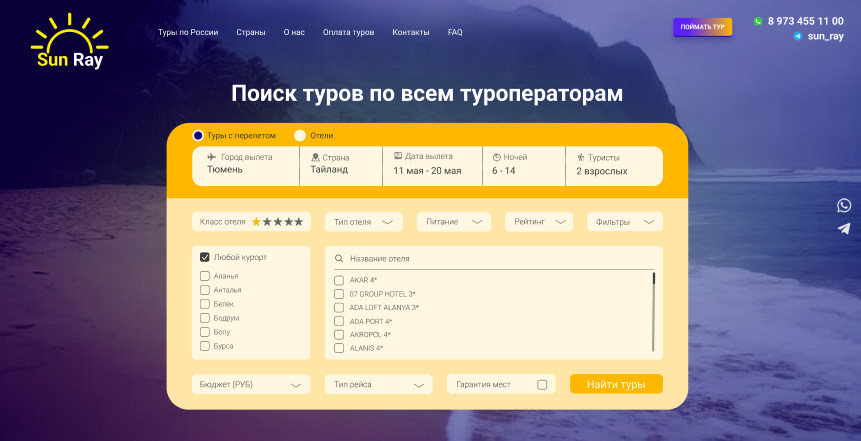 Sun Ray
Туры по России
Страны
О нас
Оплата туров
Контакты
FAQ
ПОЙМАТЬ ТУР
8 973 455 11 00
sun_ray
Поиск туров по всем туроператорам
Туры с перелетом
Отели
Город вылета
Тюмень
Страна
Тайланд
Дата вылета
11 мая - 20 мая
Ночей
6 - 14
Туристы
2 взрослых
Класс отеля
Тип отеля
Питание
Рейтинг
Фильтры
Любой курорт
Аланья
Анталья
Белек
Бодрум
Болу
Бурса
Название отеля
AKAR 4*
07 GROUP HOTEL 3*
ADA LOFT ALANYA 3*
ADA PORT 4*
AKROPOL 4*
ALANIS 4*
Бюджет (РУБ)
Тип рейса
Гарантия мест
Найти туры